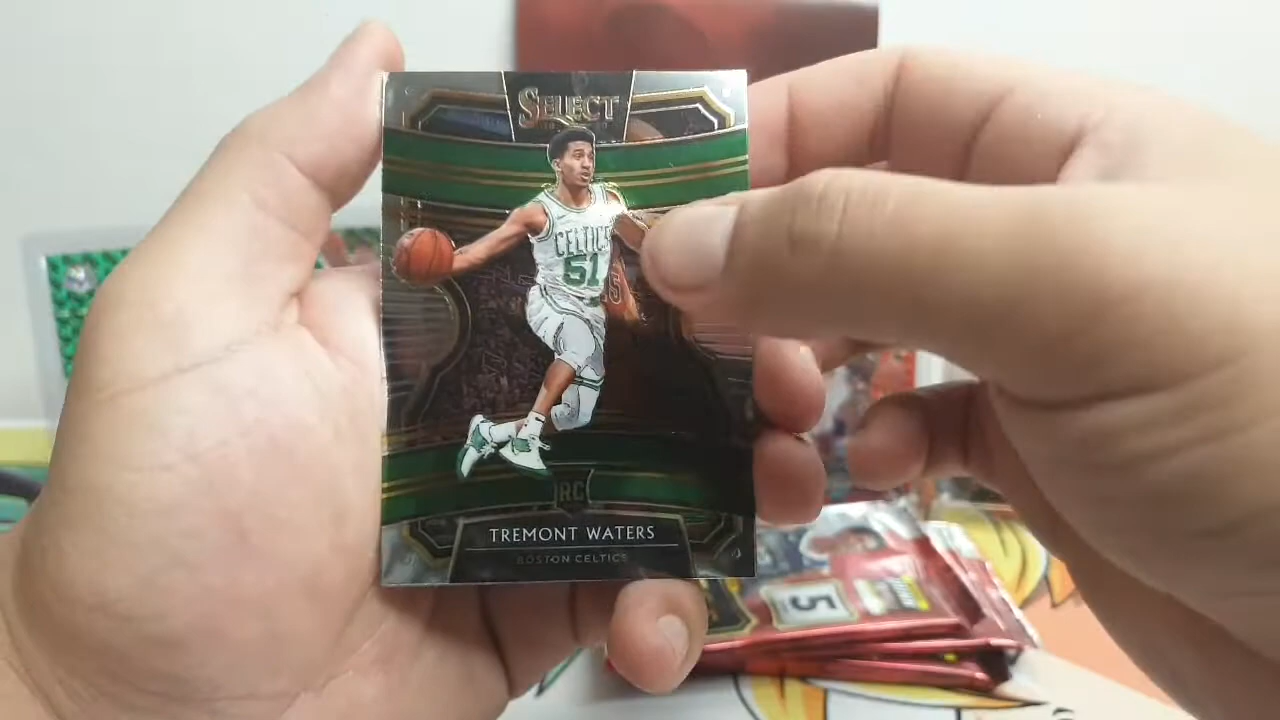 SELECT
CELTICS
51
RC
TREMONT WATERS
BOSTON CELTICS
5